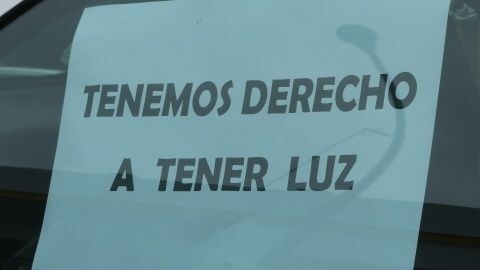 TENEMOS DERECHO
A TENER LUZ